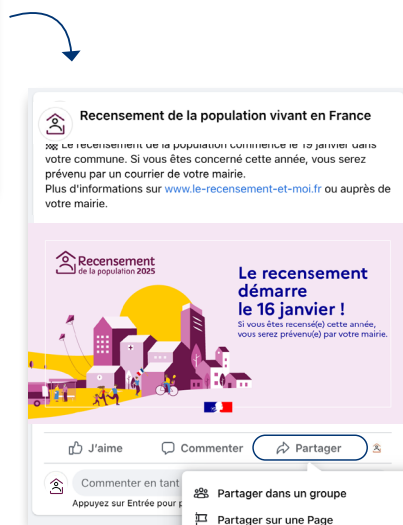 Recensement de la population vivant en France
Le recensement de la population commence le 19 janvier dans
votre commune. Si vous êtes concerné cette année, vous serez
prévenu par un courrier de votre mairie.
Plus d'informations sur www.le-recensement-et-moi.fr ou auprès de
votre mairie.
Recensement
de la population 2025
Le recensement
démarre
le 16 janvier !
Si vous êtes recensé(e) cette année,
vous serez prévenu(e) par votre mairie.
J'aime
Commenter
Partager
Commenter en tant
Appuyez sur Entrée pour p
Partager dans un groupe
Partager sur une Page